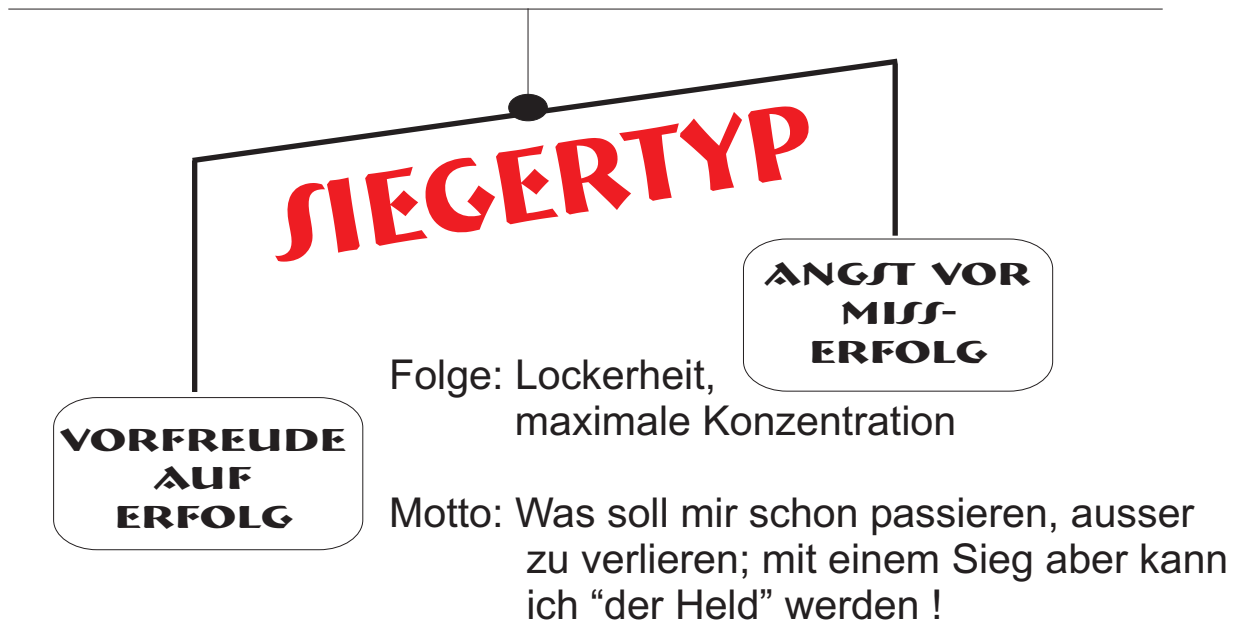 SIEGERTYP
ANGST VOR
MISS-
ERFOLG
Folge: Lockerheit,
maximale Konzentration
VORFREUDE
AUF
ERFOLG
Motto: Was soll mir schon passieren, ausser
zu verlieren; mit einem Sieg aber kann
ich “der Held” werden !